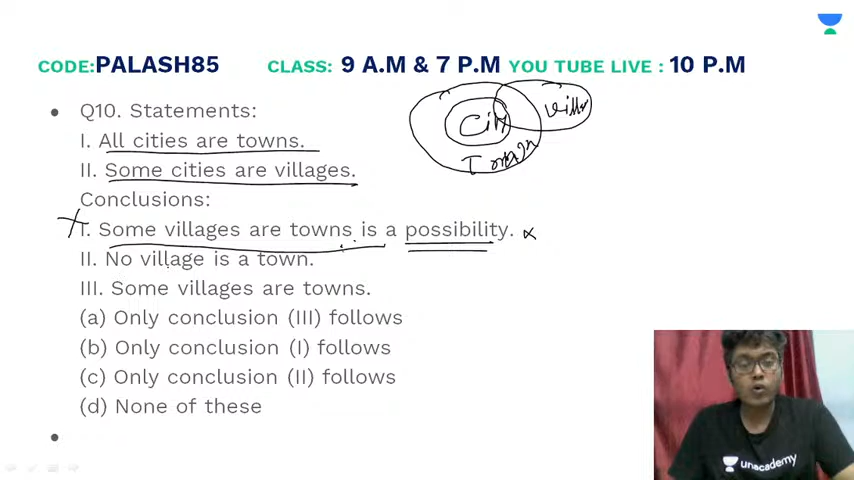 CODE:PALASH85 CLASS: 9 A.M & 7 P.M YOU TUBE LIVE : 10 P.M
• Q10. Statements:
I. All cities are towns.
II. Some cities are villages.
Conclusions:
I. Some villages are towns is a possibility.
II. No village is a town.
III. Some villages are towns.
(a) Only conclusion (III) follows
(b) Only conclusion (I) follows
(c) Only conclusion (II) follows
(d) None of these
•
City
unacademy